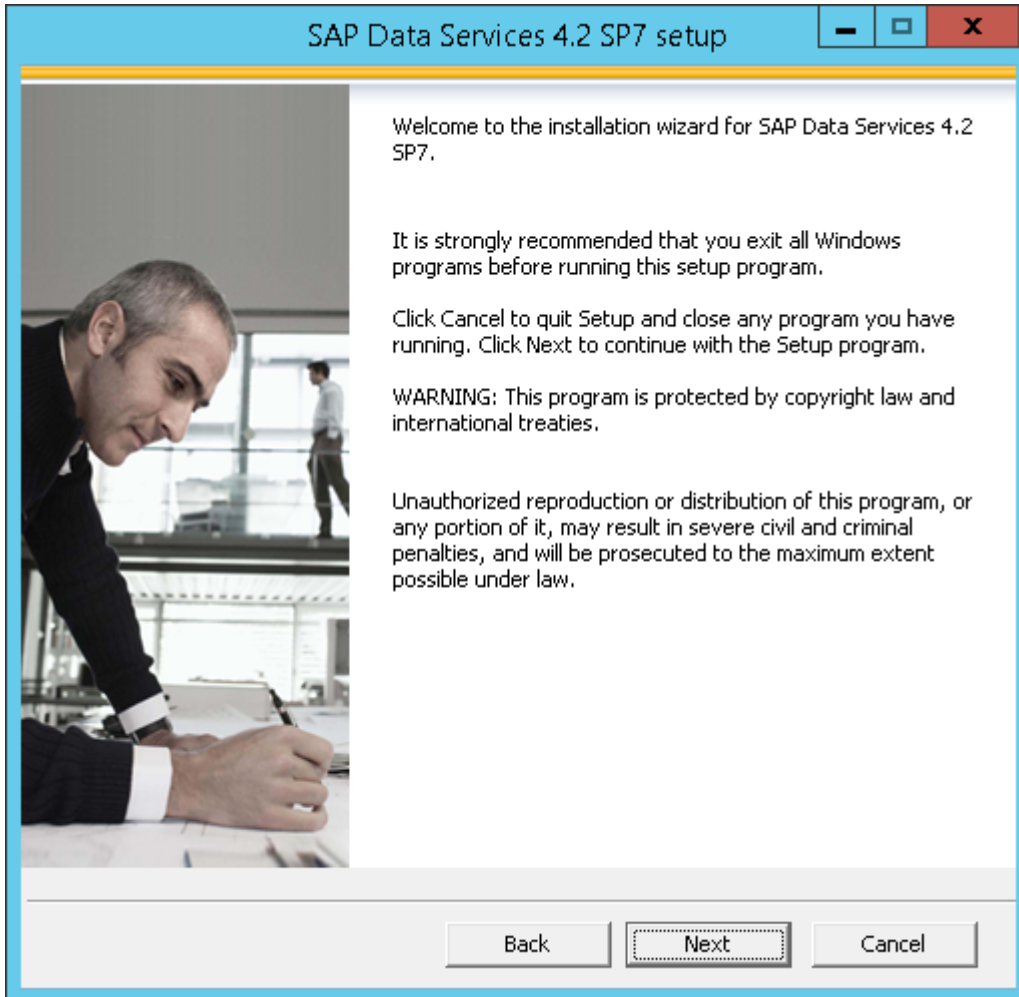 SAP Data Services 4.2 SP7 setup
Welcome to the installation wizard for SAP Data Services 4.2
SP7.
It is strongly recommended that you exit all Windows
programs before running this setup program.
Click Cancel to quit Setup and close any program you have
running. Click Next to continue with the Setup program.
WARNING: This program is protected by copyright law and
international treaties.
Unauthorized reproduction or distribution of this program, or
any portion of it, may result in severe civil and criminal
penalties, and will be prosecuted to the maximum extent
possible under law.
Back
Next
Cancel